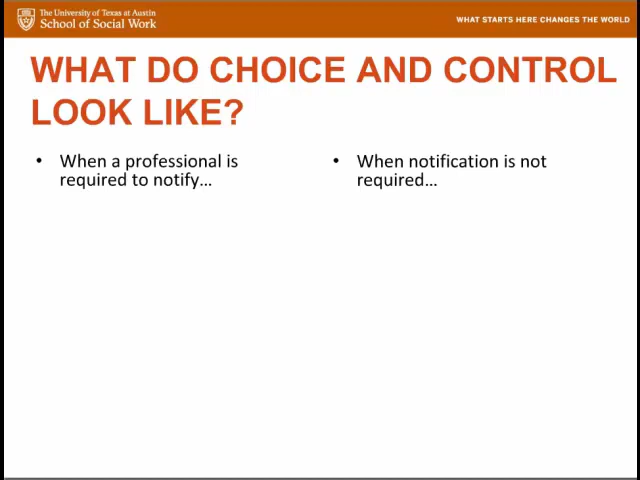 The University of Texas at Austin
School of Social Work
WHAT STARTS HERE CHANGES THE WORLD
WHAT DO CHOICE AND CONTROL
LOOK LIKE?
• When a professional is
required to notify…
• When notification is not
required…